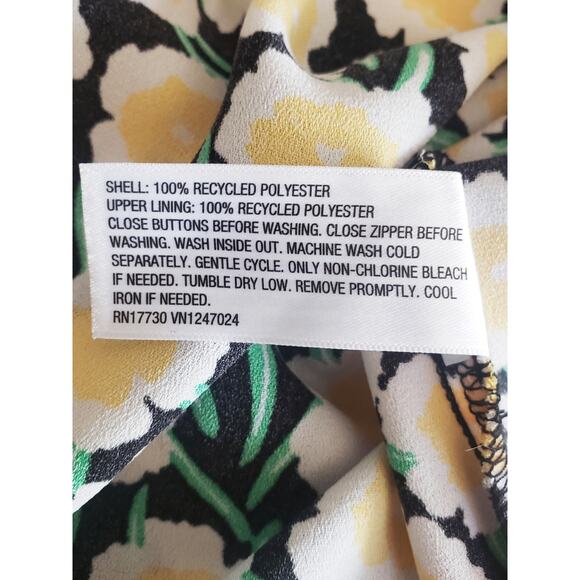 SHELL: 100% RECYCLED POLYESTER
UPPER LINING: 100% RECYCLED POLYESTER
CLOSE BUTTONS BEFORE WASHING. CLOSE ZIPPER BEFORE
WASHING. WASH INSIDE OUT. MACHINE WASH COLD
SEPARATELY. GENTLE CYCLE. ONLY NON-CHLORINE BLEACH
IF NEEDED. TUMBLE DRY LOW. REMOVE PROMPTLY. COOL
IRON IF NEEDED.
RN17730 VN1247024